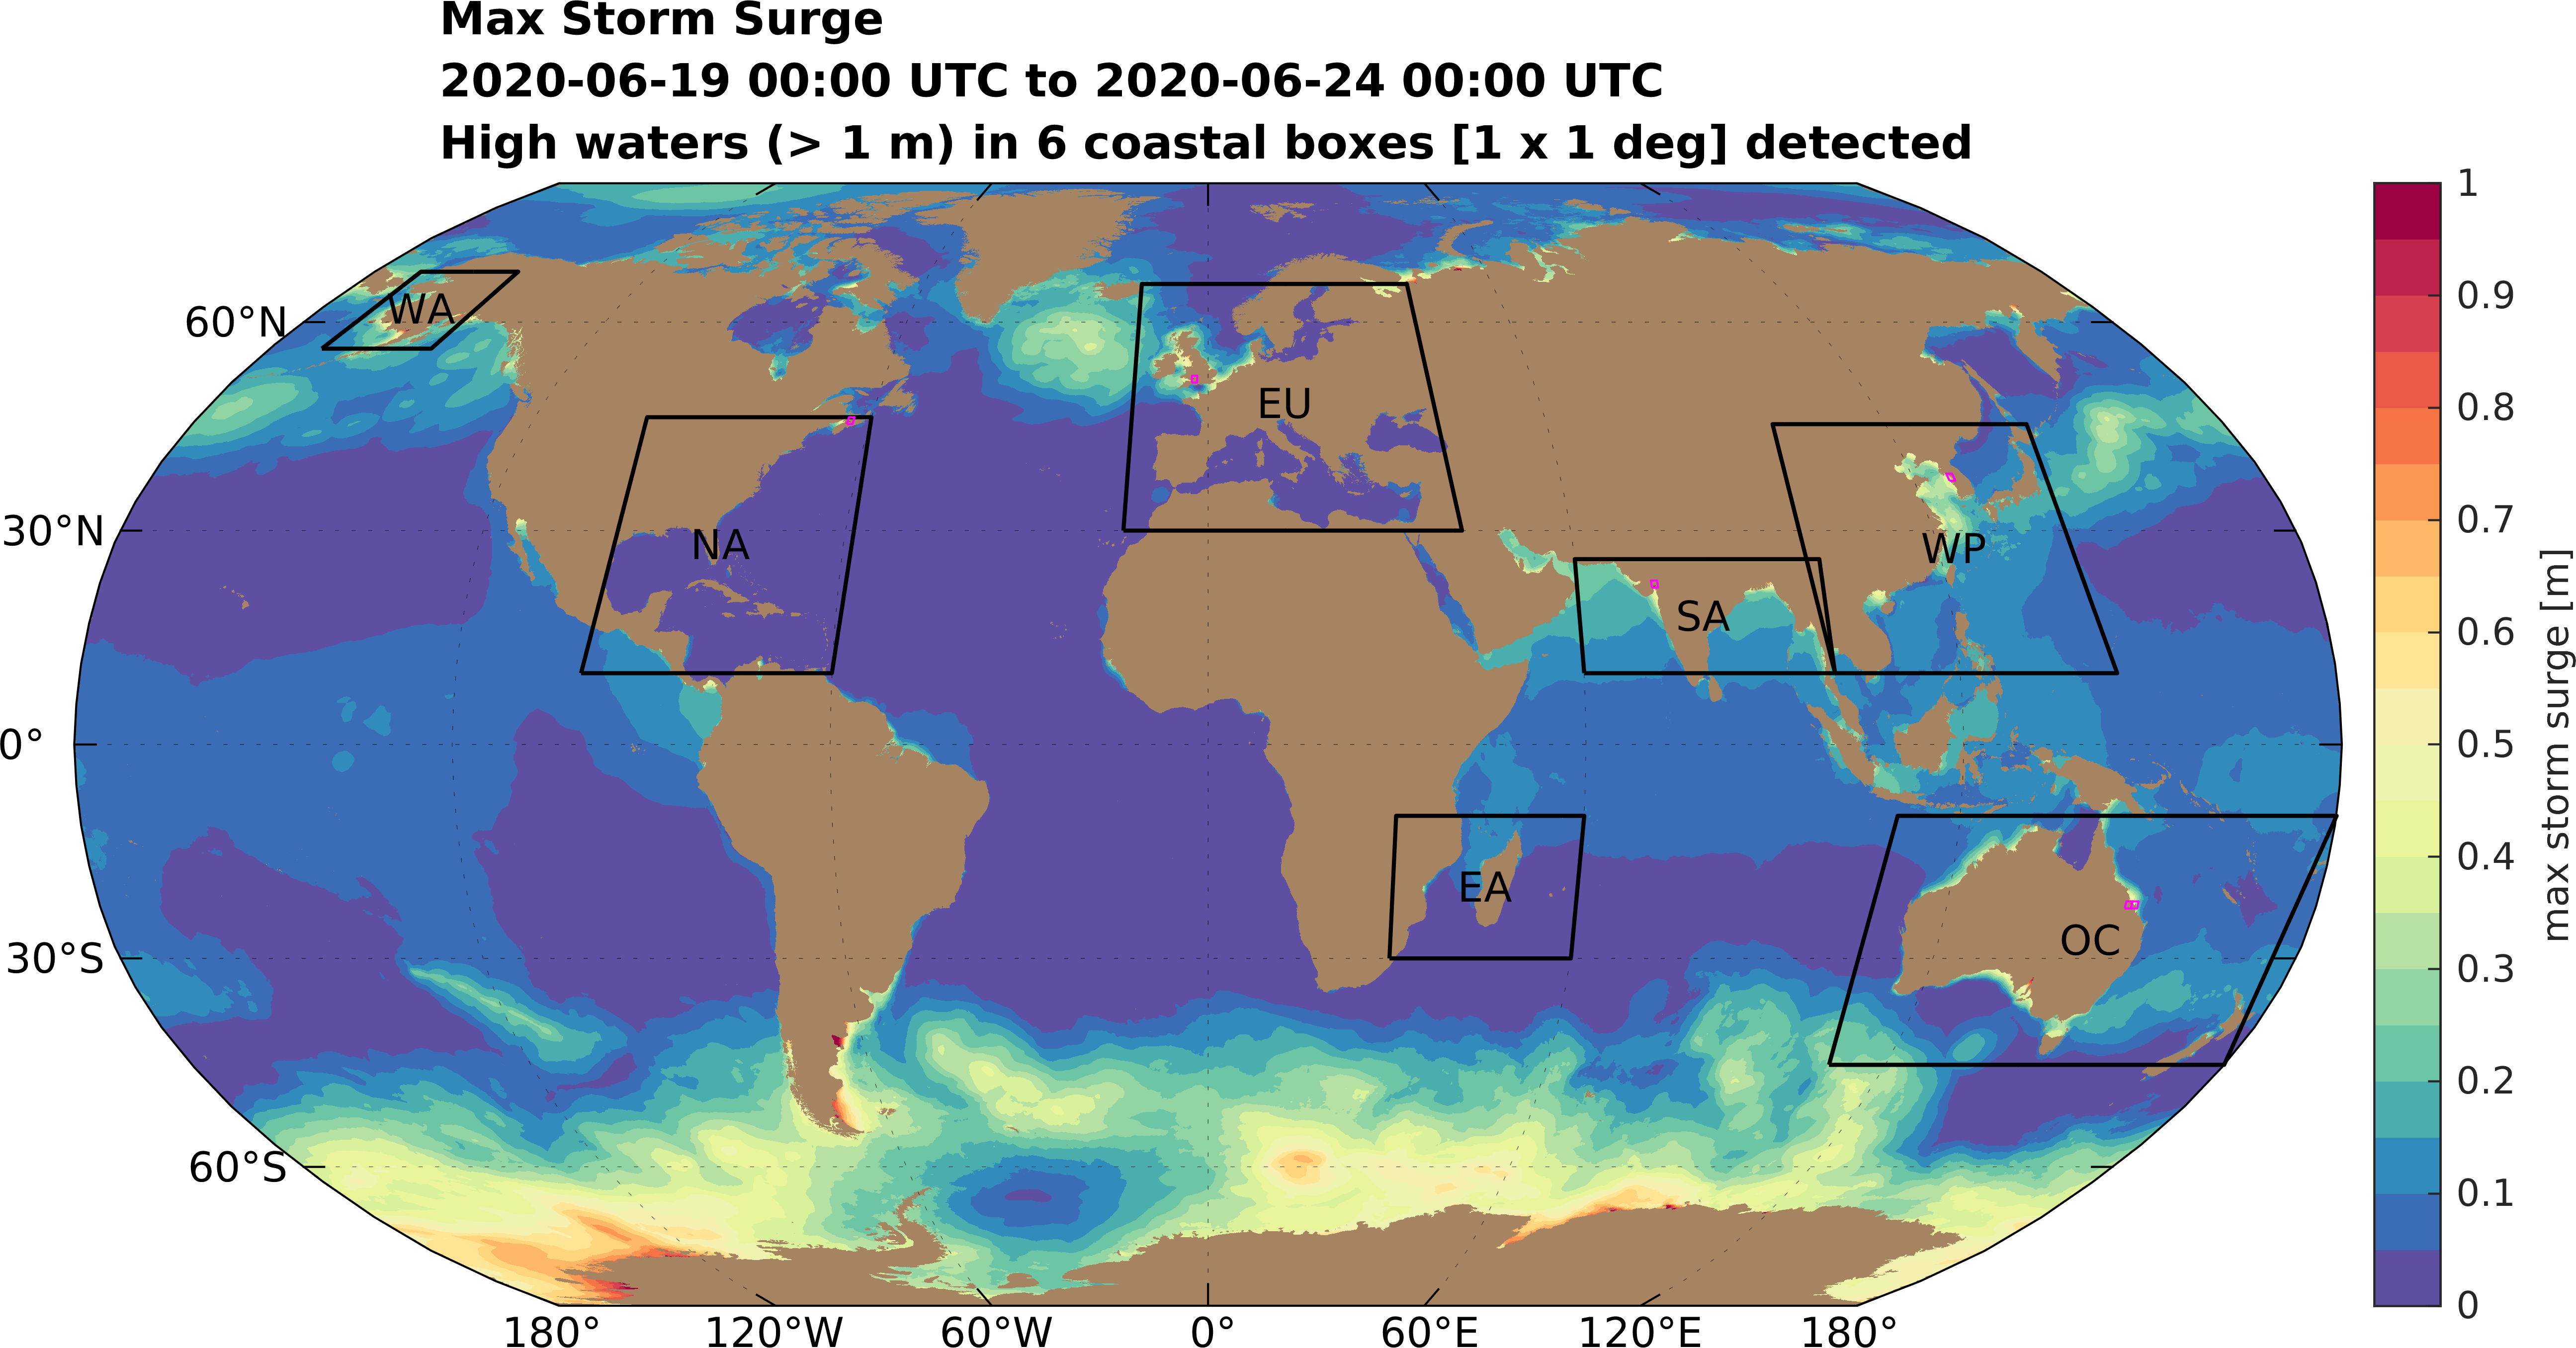 Max Storm Surge
2020-06-19 00:00 UTC to 2020-06-24 00:00 UTC
High waters (> 1 m) in 6 coastal boxes [1 x 1 deg] detected
60°N
30°N
0°
30°S
60°S
WA
NA
EU
SA
WP
EA
OC
180°
120°W
60°W
0°
60°E
120°E
180°
1
0.9
0.8
0.7
0.6
0.5
0.4
0.3
0.2
0.1
0
max storm surge [m]